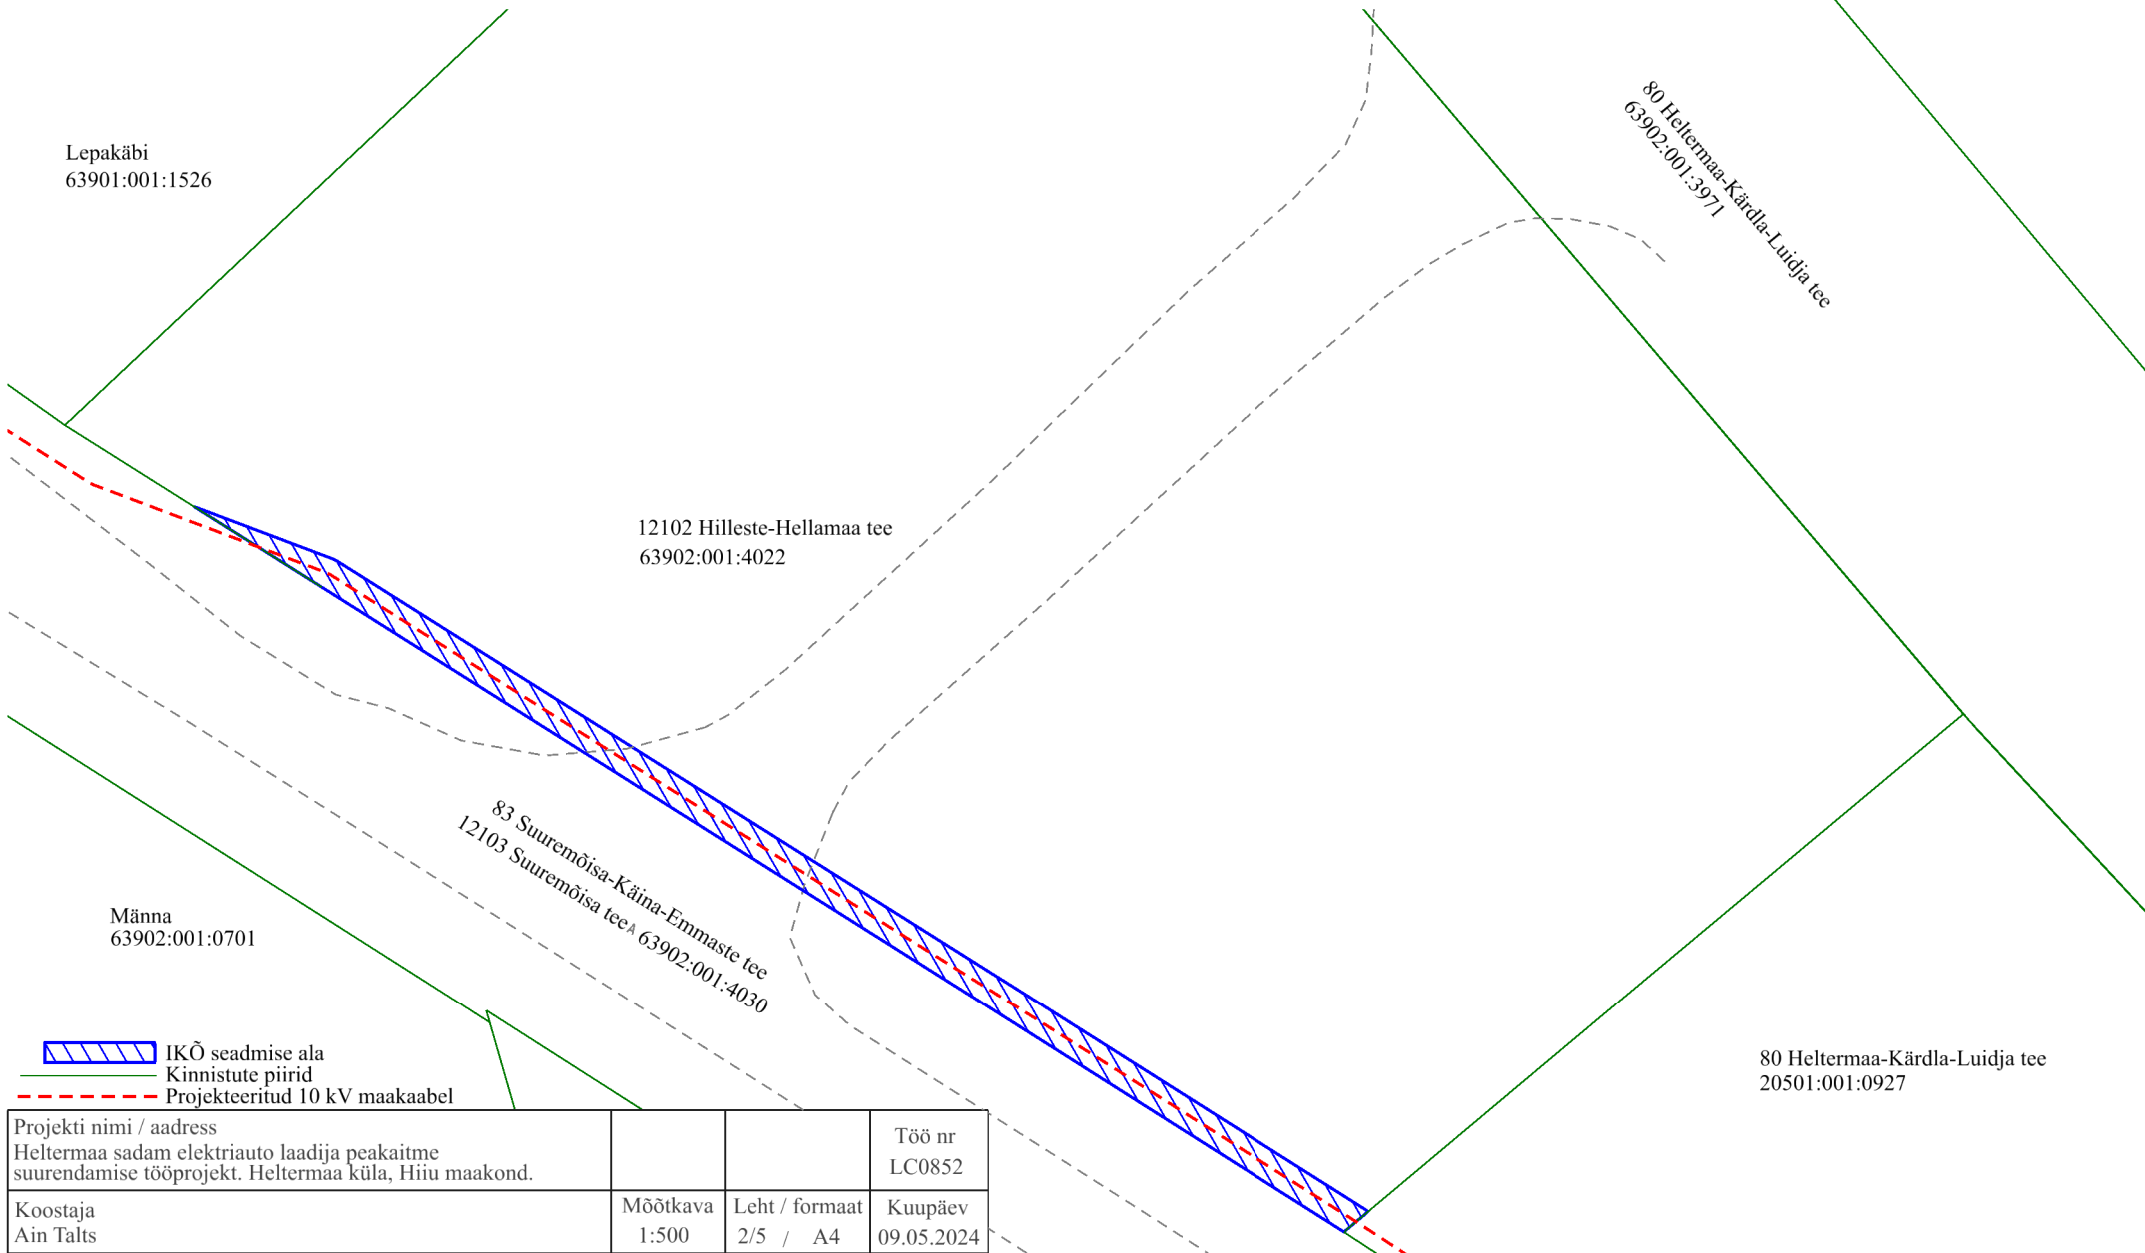 Lepakäbi
63901:001:1526
80 Heltermaa-Kärdla-Luidja tee
63902:001:3971
12102 Hilleste-Hellamaa tee
63902:001:4022
83 Suuremõisa-Käina-Emmaste tee
12103 Suuremõisa teeA 63902:001:4030
Männa
63902:001:0701
80 Heltermaa-Kärdla-Luidja tee
20501:001:0927
IKÕ seadmise ala
Kinnistute piirid
Projekteeritud 10 kV maakaabel
Projekti nimi / aadress
Heltermaa sadam elektriauto laadija peakaitme
suurendamise tööprojekt. Heltermaa küla, Hiiu maakond.
Töö nr
LC0852
Koostaja
Ain Talts
Mõõtkava
1:500
Leht / formaat
2/5 / A4
Kuupäev
09.05.2024